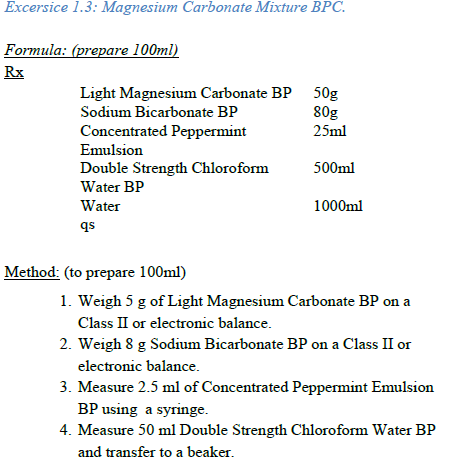 Excersice 1.3: Magnesium Carbonate Mixture BPC.
Formula: (prepare 100ml)
Rx
Light Magnesium Carbonate BP 50g
Sodium Bicarbonate BP 80g
Concentrated Peppermint 25ml
Emulsion
Double Strength Chloroform 500ml
Water BP
Water 1000ml
qs
Method: (to prepare 100ml)
1. Weigh 5 g of Light Magnesium Carbonate BP on a
Class II or electronic balance.
2. Weigh 8 g Sodium Bicarbonate BP on a Class II or
electronic balance.
3. Measure 2.5 ml of Concentrated Peppermint Emulsion
BP using a syringe.
4. Measure 50 ml Double Strength Chloroform Water BP
and transfer to a beaker.